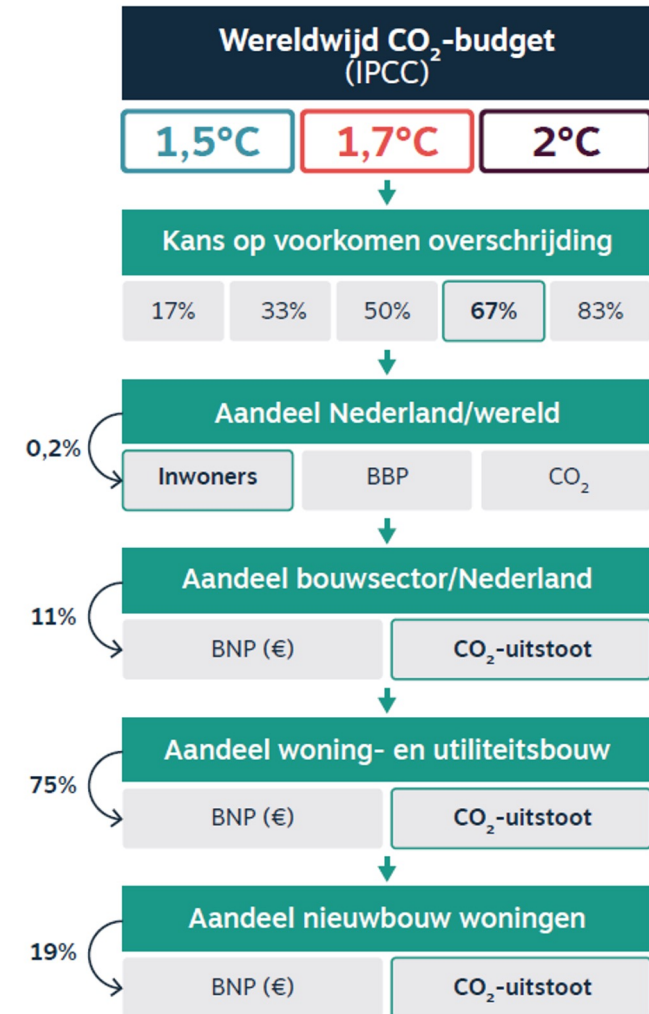 Wereldwijd CO₂-budget
(IPCC)
1,5°C 1,7°C 2°C
Kans op voorkomen overschrijding
17% 33% 50% 67% 83%
Aandeel Nederland/wereld
0,2%
Inwoners BBP CO₂
Aandeel bouwsector/Nederland
11%
BNP (€) CO₂-uitstoot
Aandeel woning- en utiliteitsbouw
75%
BNP (€) CO₂-uitstoot
Aandeel nieuwbouw woningen
19%
BNP (€) CO₂-uitstoot